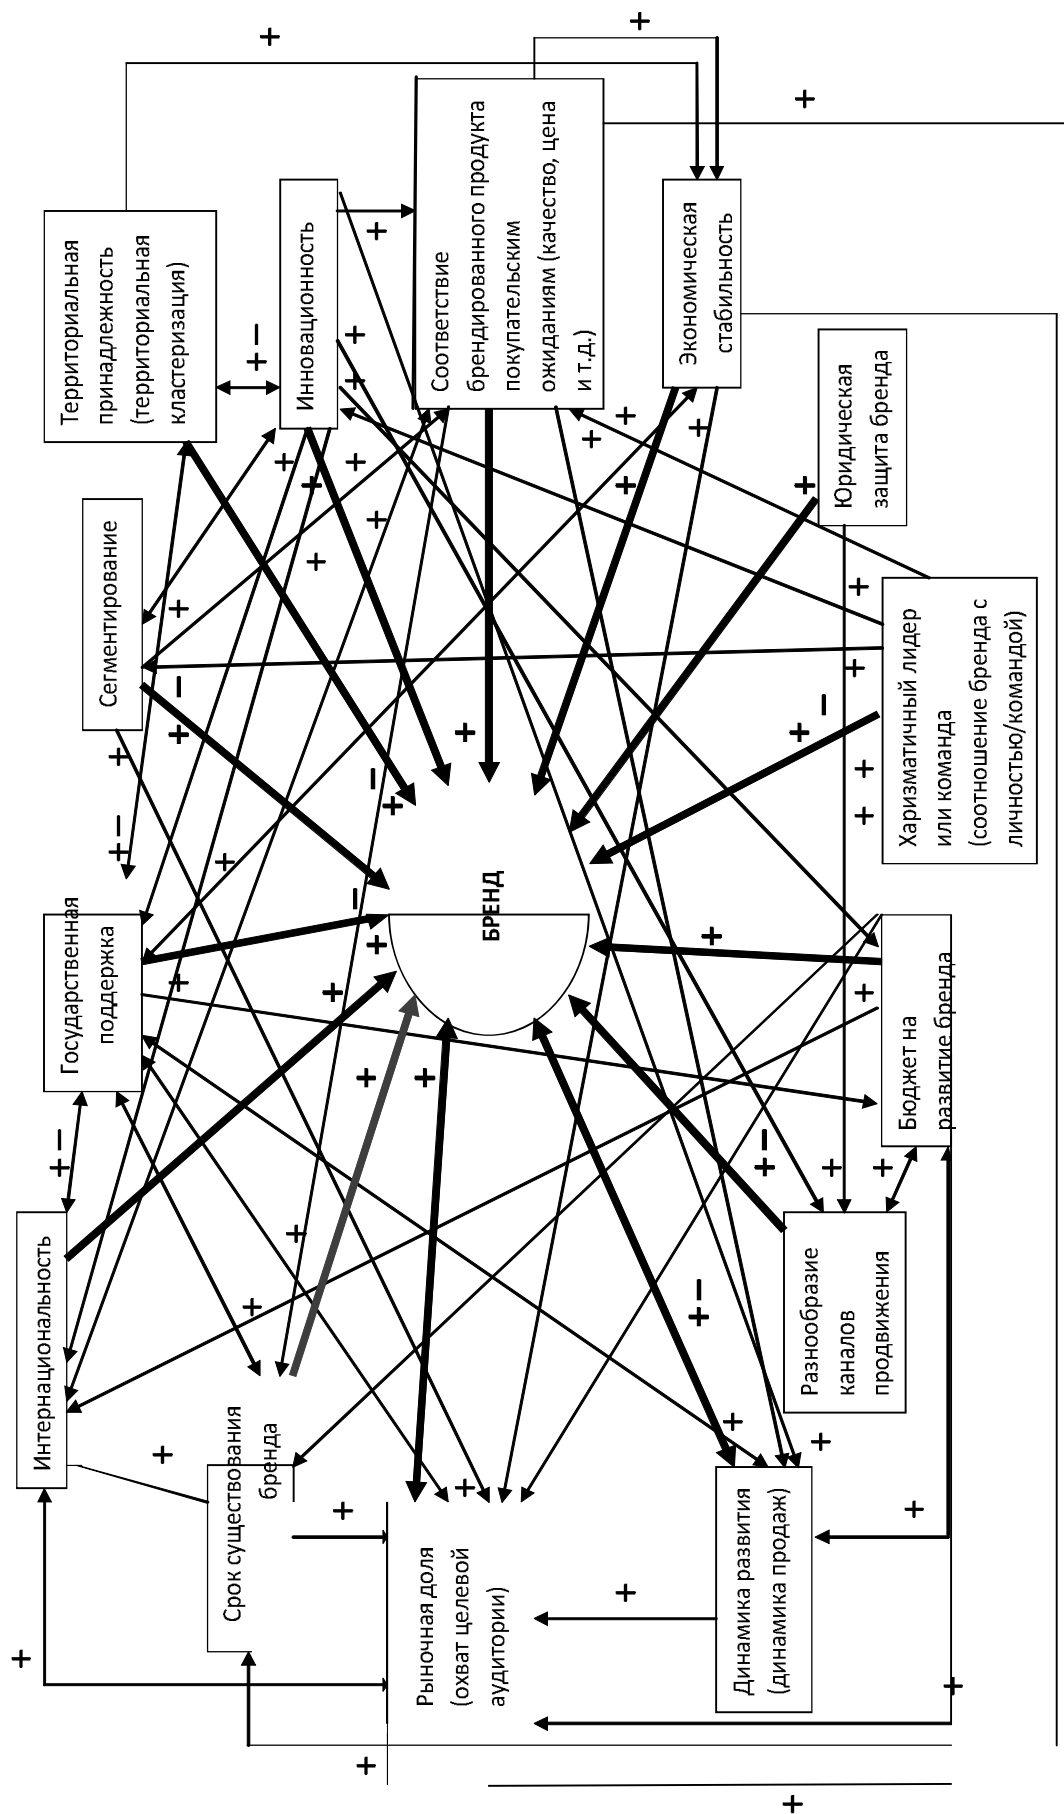 Интернациональность
Государственная
поддержка
Сегментирование
Территориальная
принадлежность
(территориальная
кластеризация)
Срок существования
бренда
Инновационность
Рыночная доля
(охват целевой
аудитории)
БРЕНД
Соответствие
брендированного продукта
покупательским
ожиданиям (качество, цена
и т.д.)
Динамика развития
(динамика продаж)
Экономическая
стабильность
Разнообразие
каналов
продвижения
Юридическая
защита бренда
Бюджет на
развитие бренда
Харизматичный лидер
или команда
(соотношение бренда с
личностью/командой)